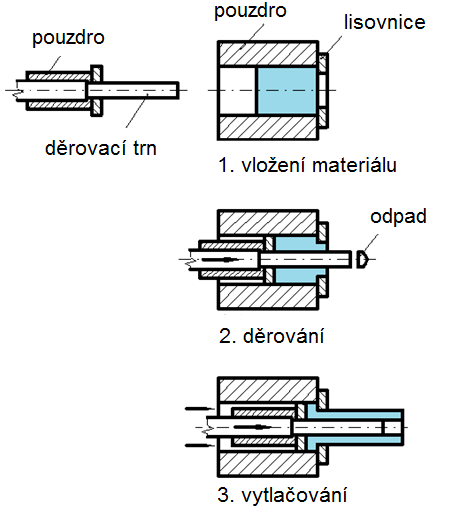 pouzdro
lisovnice
pouzdro
děrovací trn
1. vložení materiálu
odpad
2. děrování
3. vytlačování